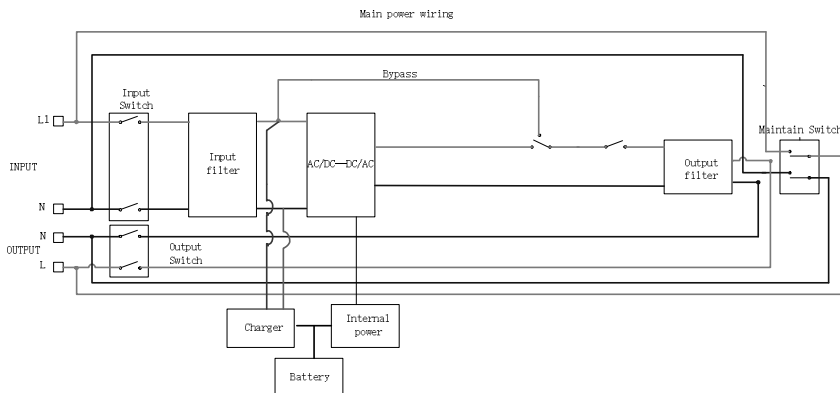 Main power wiring
Bypass
Input
Switch
L1
Maintain Switch
INPUT
Input
filter
AC/DC—DC/AC
Output
filter
N
N
OUTPUT
Output
Switch
L
Charger
Internal
power
Battery